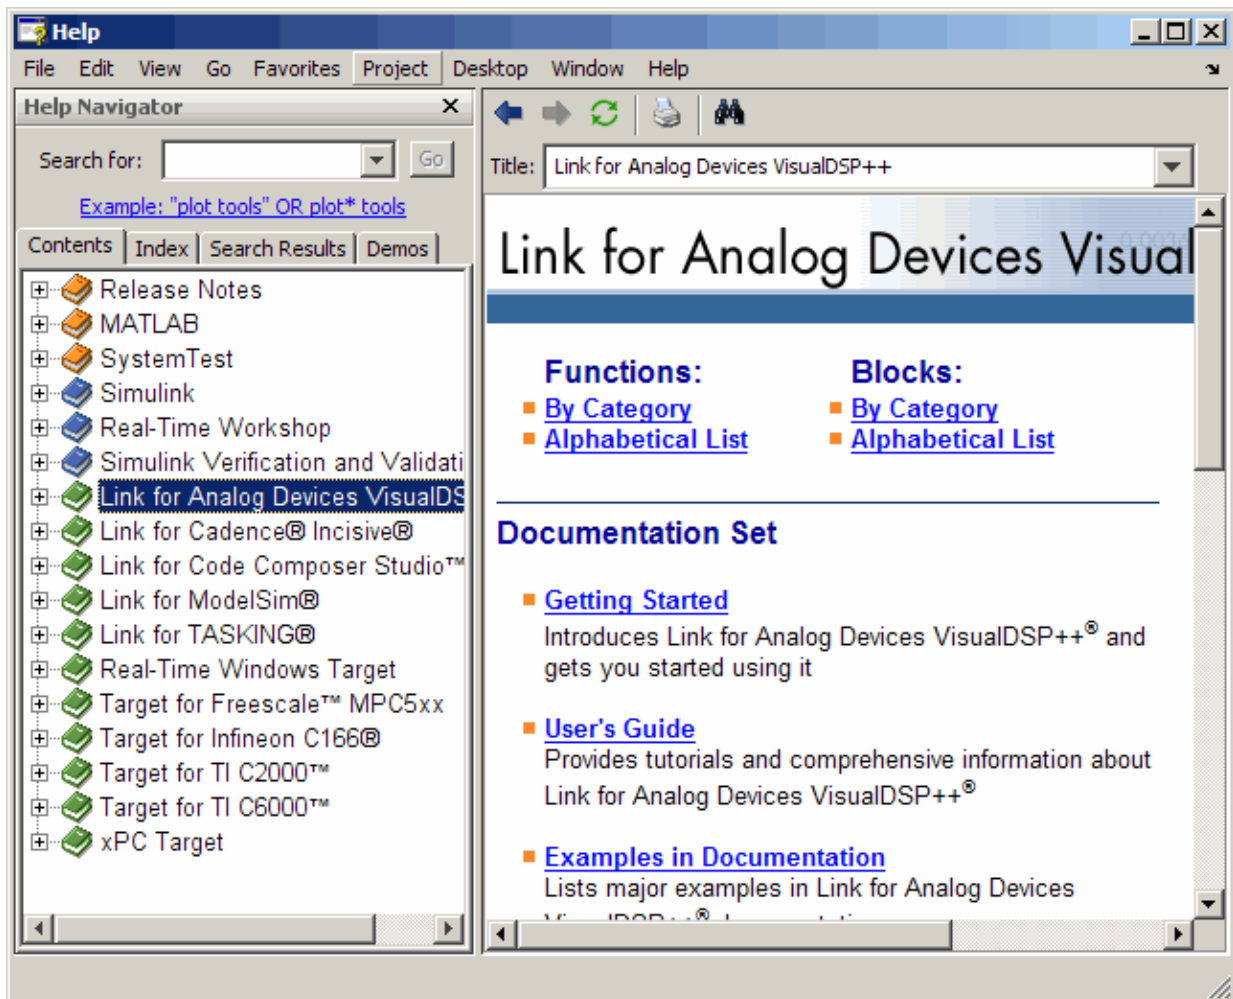 Help
File Edit View Go Favorites Project Desktop Window Help
Help Navigator
Search for: Go
Example: "plot tools" OR plot* tools
Contents Index Search Results Demos
Release Notes
MATLAB
SystemTest
Simulink
Real-Time Workshop
Simulink Verification and Validati
Link for Analog Devices VisualDS
Link for Cadence® Incisive®
Link for Code Composer Studio™
Link for ModelSim®
Link for TASKING®
Real-Time Windows Target
Target for Freescale™ MPC5xx
Target for Infineon C166®
Target for TI C2000™
Target for TI C6000™
xPC Target
Title: Link for Analog Devices VisualDSP++
Link for Analog Devices Visual
Functions: Blocks:
By Category By Category
Alphabetical List Alphabetical List
Documentation Set
Getting Started
Introduces Link for Analog Devices VisualDSP++® and
gets you started using it
User's Guide
Provides tutorials and comprehensive information about
Link for Analog Devices VisualDSP++®
Examples in Documentation
Lists major examples in Link for Analog Devices